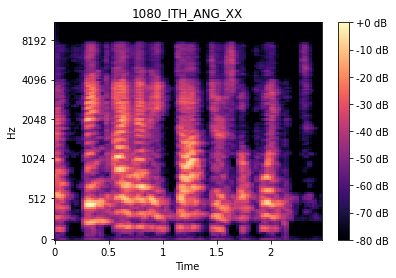 1080_ITH_ANG_XX
+0 dB
8192
-10 dB
4096
-20 dB
-30 dB
2048
-40 dB
Hz
1024
-50 dB
512
-60 dB
-70 dB
0
-80 dB
0 0.5 1 1.5 2
Time